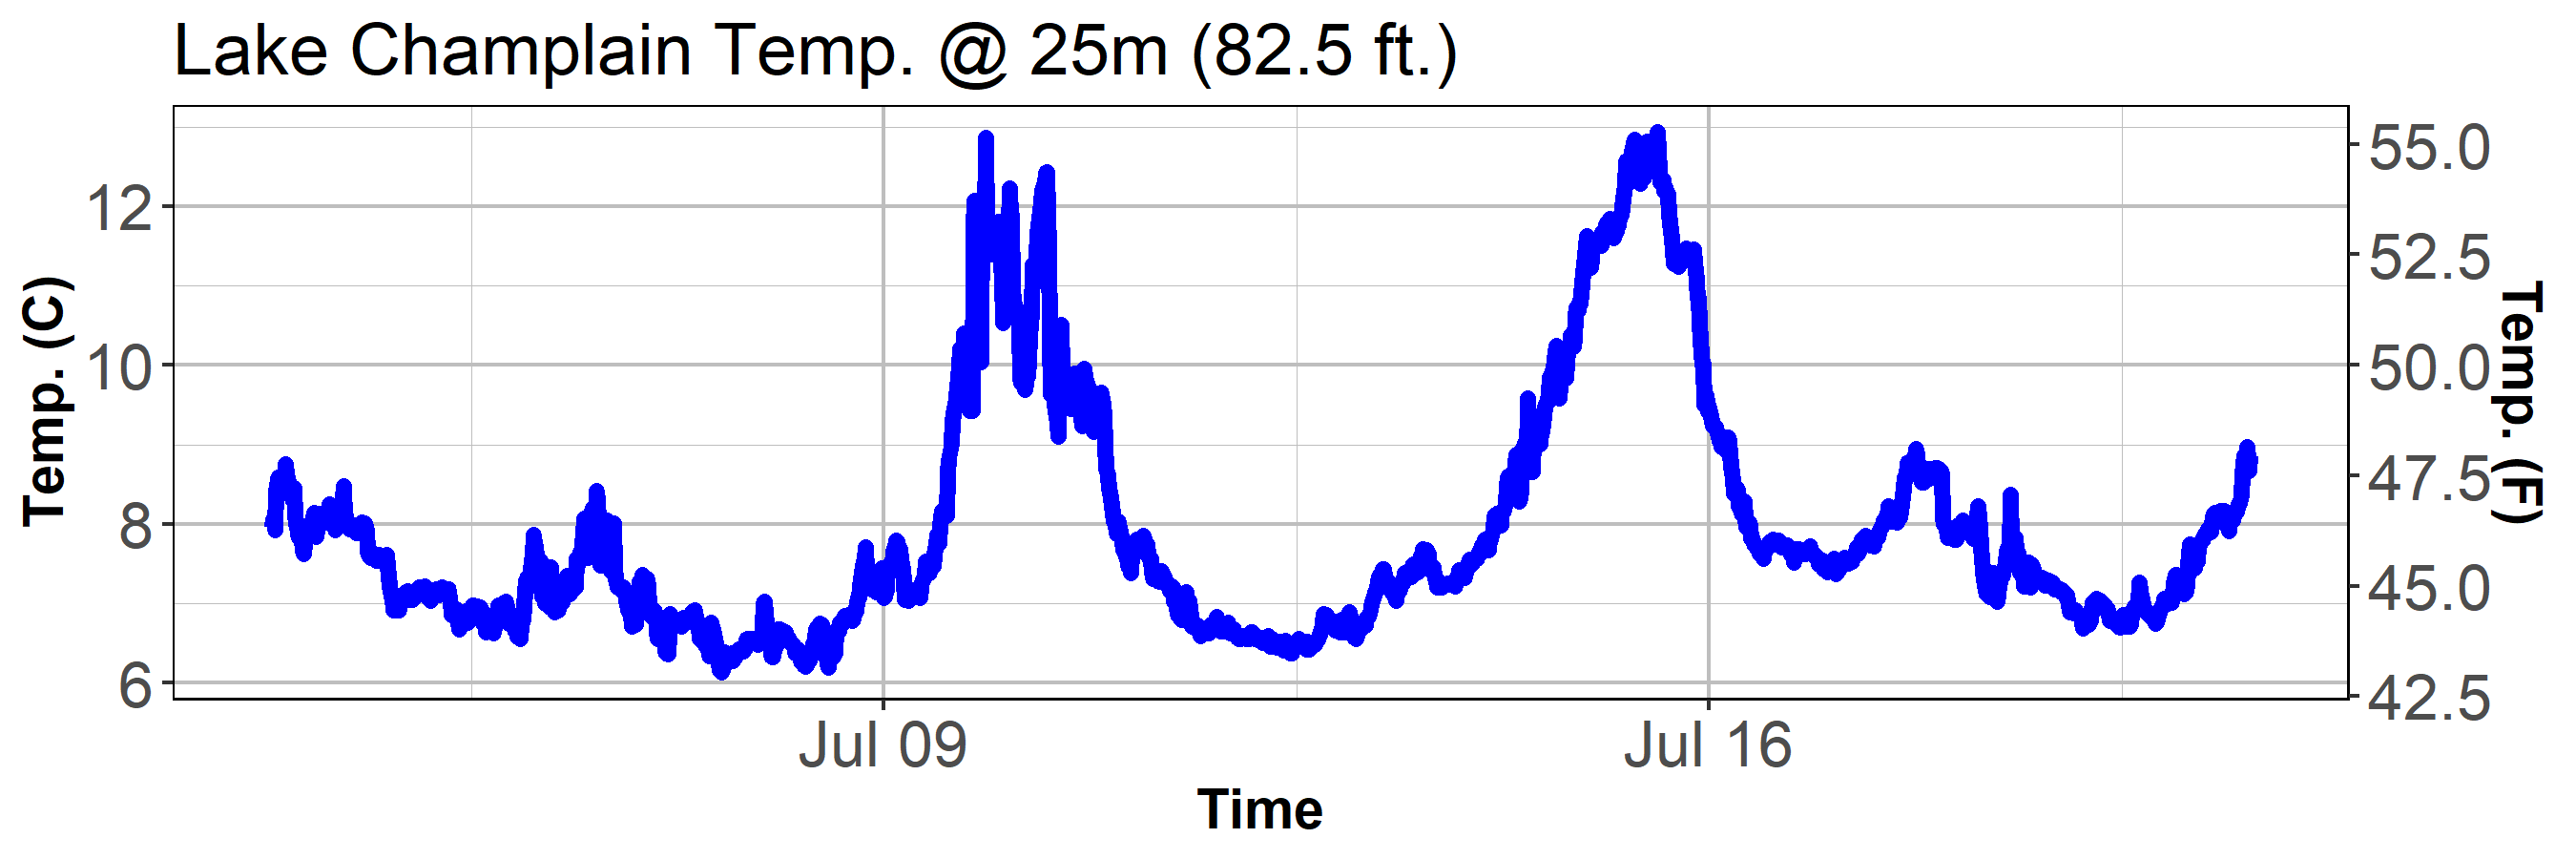 Lake Champlain Temp. @ 25m (82.5 ft.)
Temp. (C)
12
10
8
6
55.0
52.5
50.0
47.5
45.0
42.5
Temp. (F)
Jul 09
Jul 16
Time